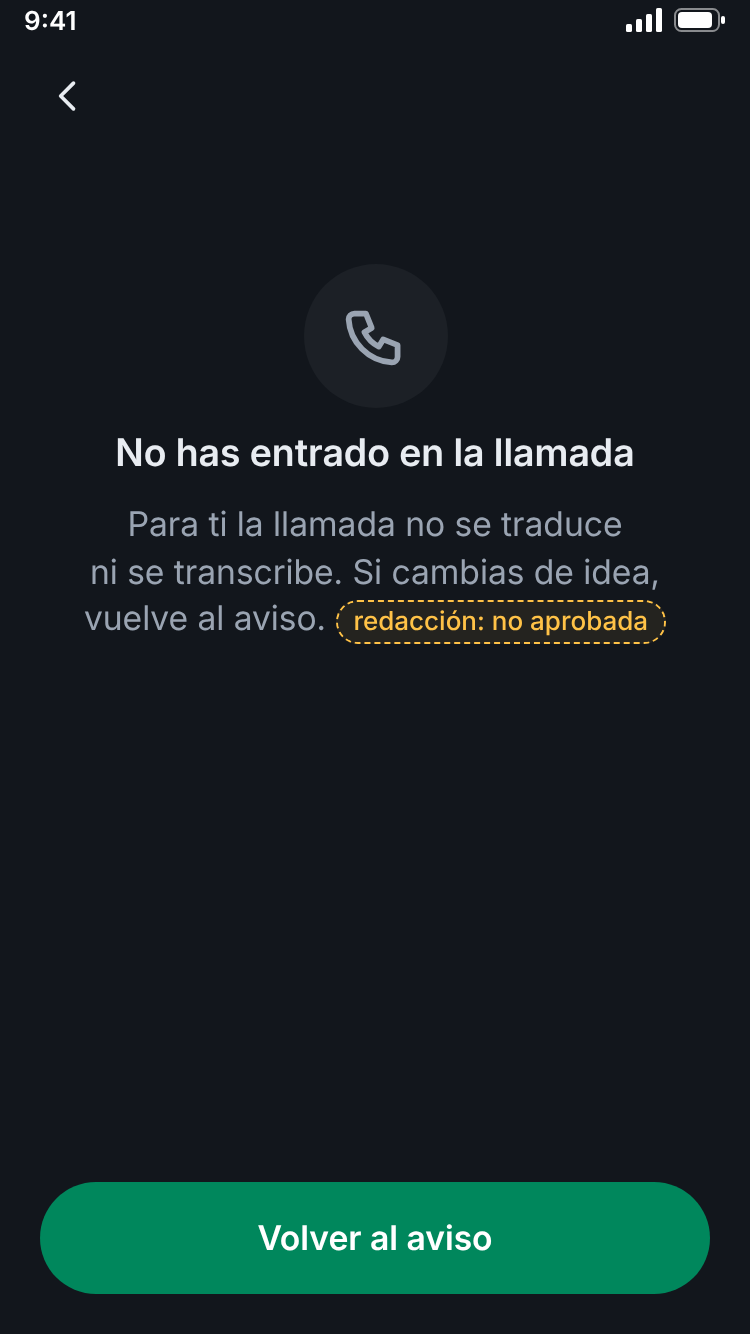 9:41
No has entrado en la llamada
Para ti la llamada no se traduce
ni se transcribe. Si cambias de idea,
vuelve al aviso. redacción: no aprobada
Volver al aviso